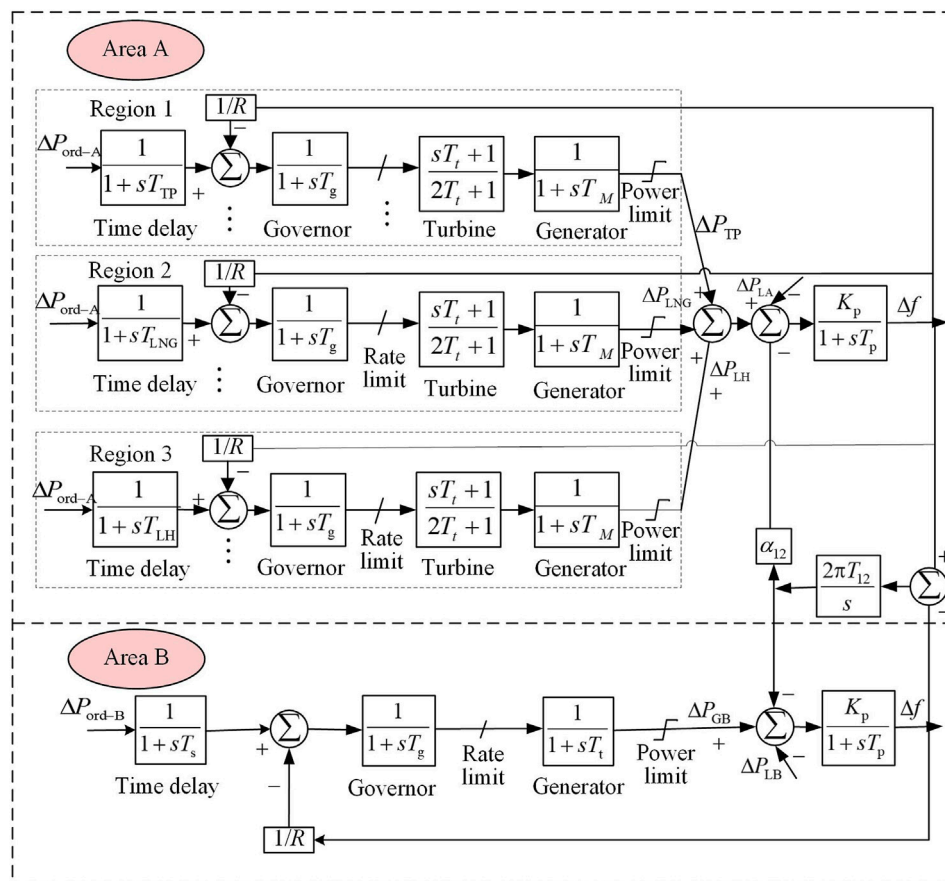 Area A
Region 1
1/R
ΔP_ord–A
1
1 + sT_TP
−
Σ
+
⋮
1
1 + sT_g
⋮
sT_t + 1
2T_t + 1
1
1 + sT_M
Power
limit
Time delay
Governor
Turbine
Generator
ΔP_TP
Region 2
1/R
ΔP_ord–A
1
1 + sT_LNG
−
Σ
+
⋮
1
1 + sT_g
Rate
limit
sT_t + 1
2T_t + 1
1
1 + sT_M
Power
limit
Time delay
Governor
Turbine
Generator
ΔP_LNG
+
+
Σ
+
ΔP_LH
+
ΔP_LA
−
+
Σ
−
K_p
1 + sT_p
Δf
Region 3
1/R
ΔP_ord–A
1
1 + sT_LH
−
Σ
+
⋮
1
1 + sT_g
Rate
limit
sT_t + 1
2T_t + 1
1
1 + sT_M
Power
limit
Time delay
Governor
Turbine
Generator
α_12
2πT_12
s
+
Σ
−
Area B
ΔP_ord–B
1
1 + sT_s
Time delay
Σ
+
−
1
1 + sT_g
Governor
Rate
limit
1
1 + sT_t
Generator
Power
limit
ΔP_GB
+
−
Σ
−
ΔP_LB
K_p
1 + sT_p
Δf
1/R